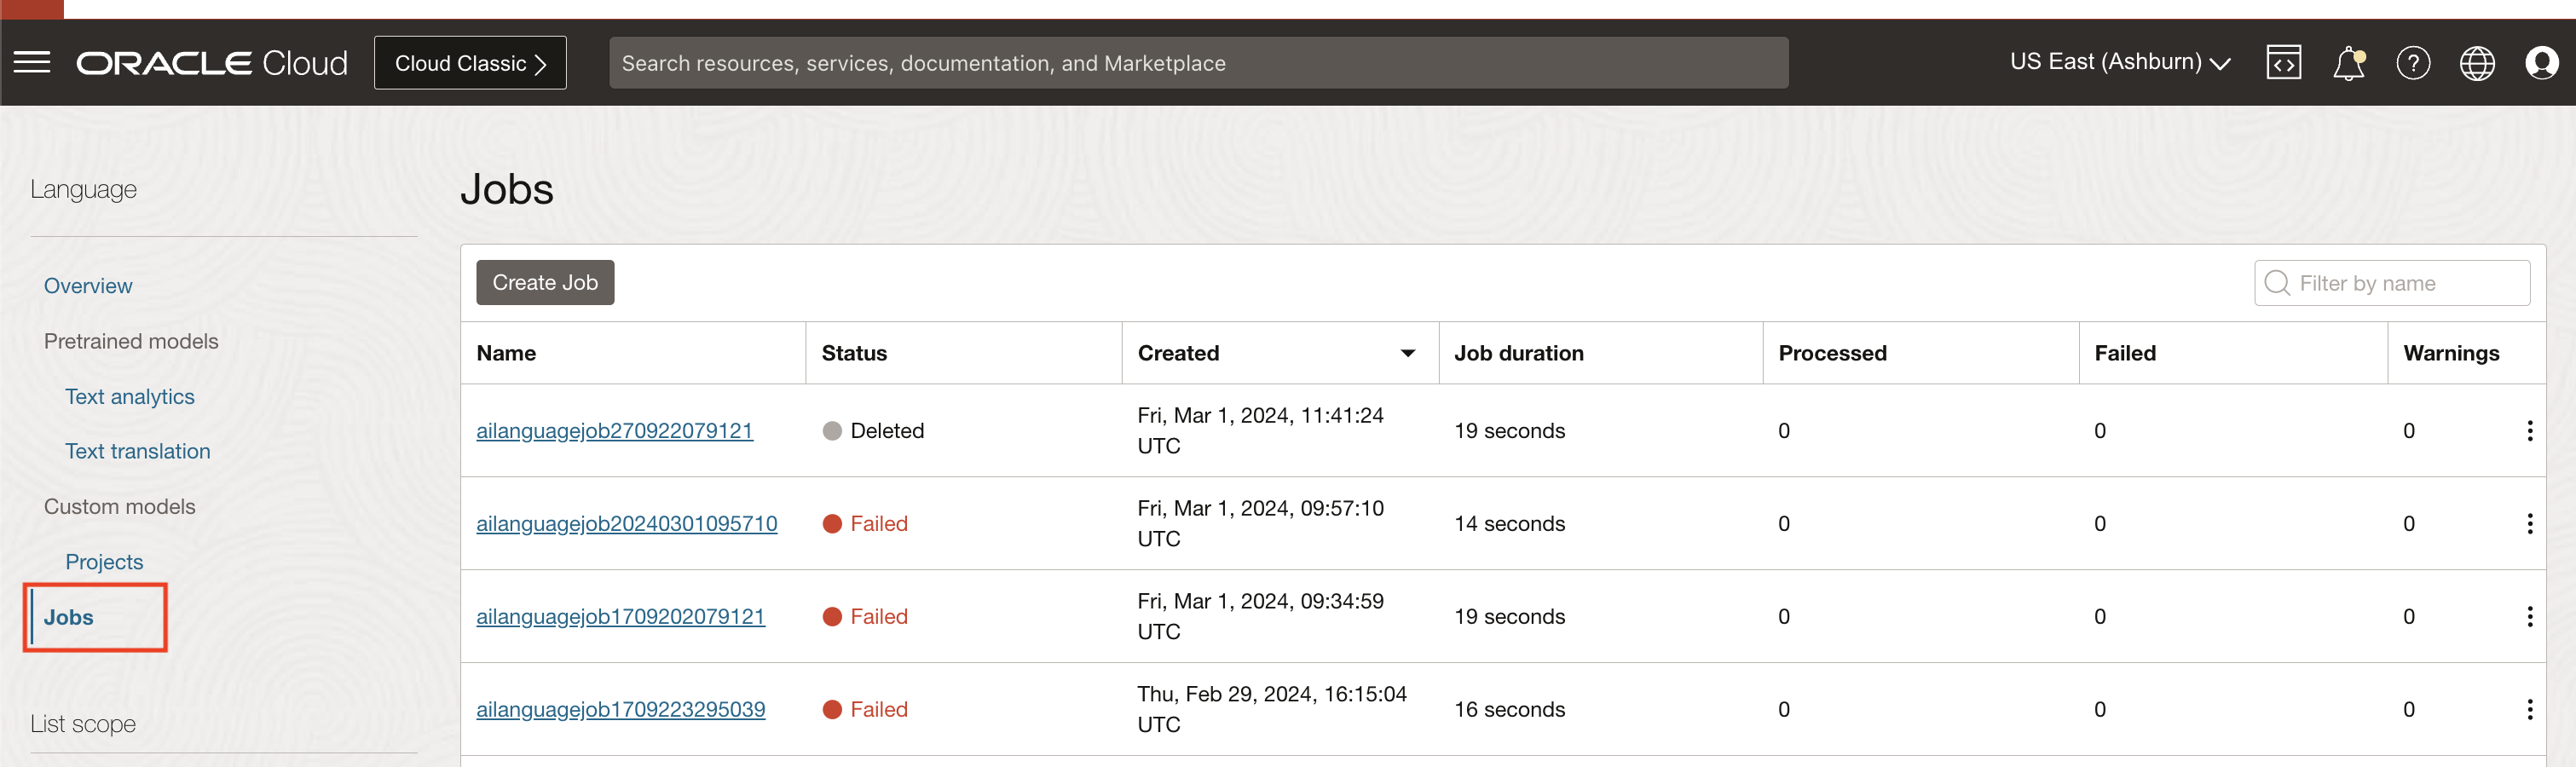 ORACLE Cloud
Cloud Classic
Search resources, services, documentation, and Marketplace
US East (Ashburn)
Language
Overview
Pretrained models
Text analytics
Text translation
Custom models
Projects
Jobs
List scope
Jobs
Create Job
Filter by name
Name Status Created Job duration Processed Failed Warnings
ailanguagejob270922079121 Deleted Fri, Mar 1, 2024, 11:41:24 19 seconds 0 0 0
UTC
ailanguagejob20240301095710 Failed Fri, Mar 1, 2024, 09:57:10 14 seconds 0 0 0
UTC
ailanguagejob1709202079121 Failed Fri, Mar 1, 2024, 09:34:59 19 seconds 0 0 0
UTC
ailanguagejob1709223295039 Failed Thu, Feb 29, 2024, 16:15:04 16 seconds 0 0 0
UTC